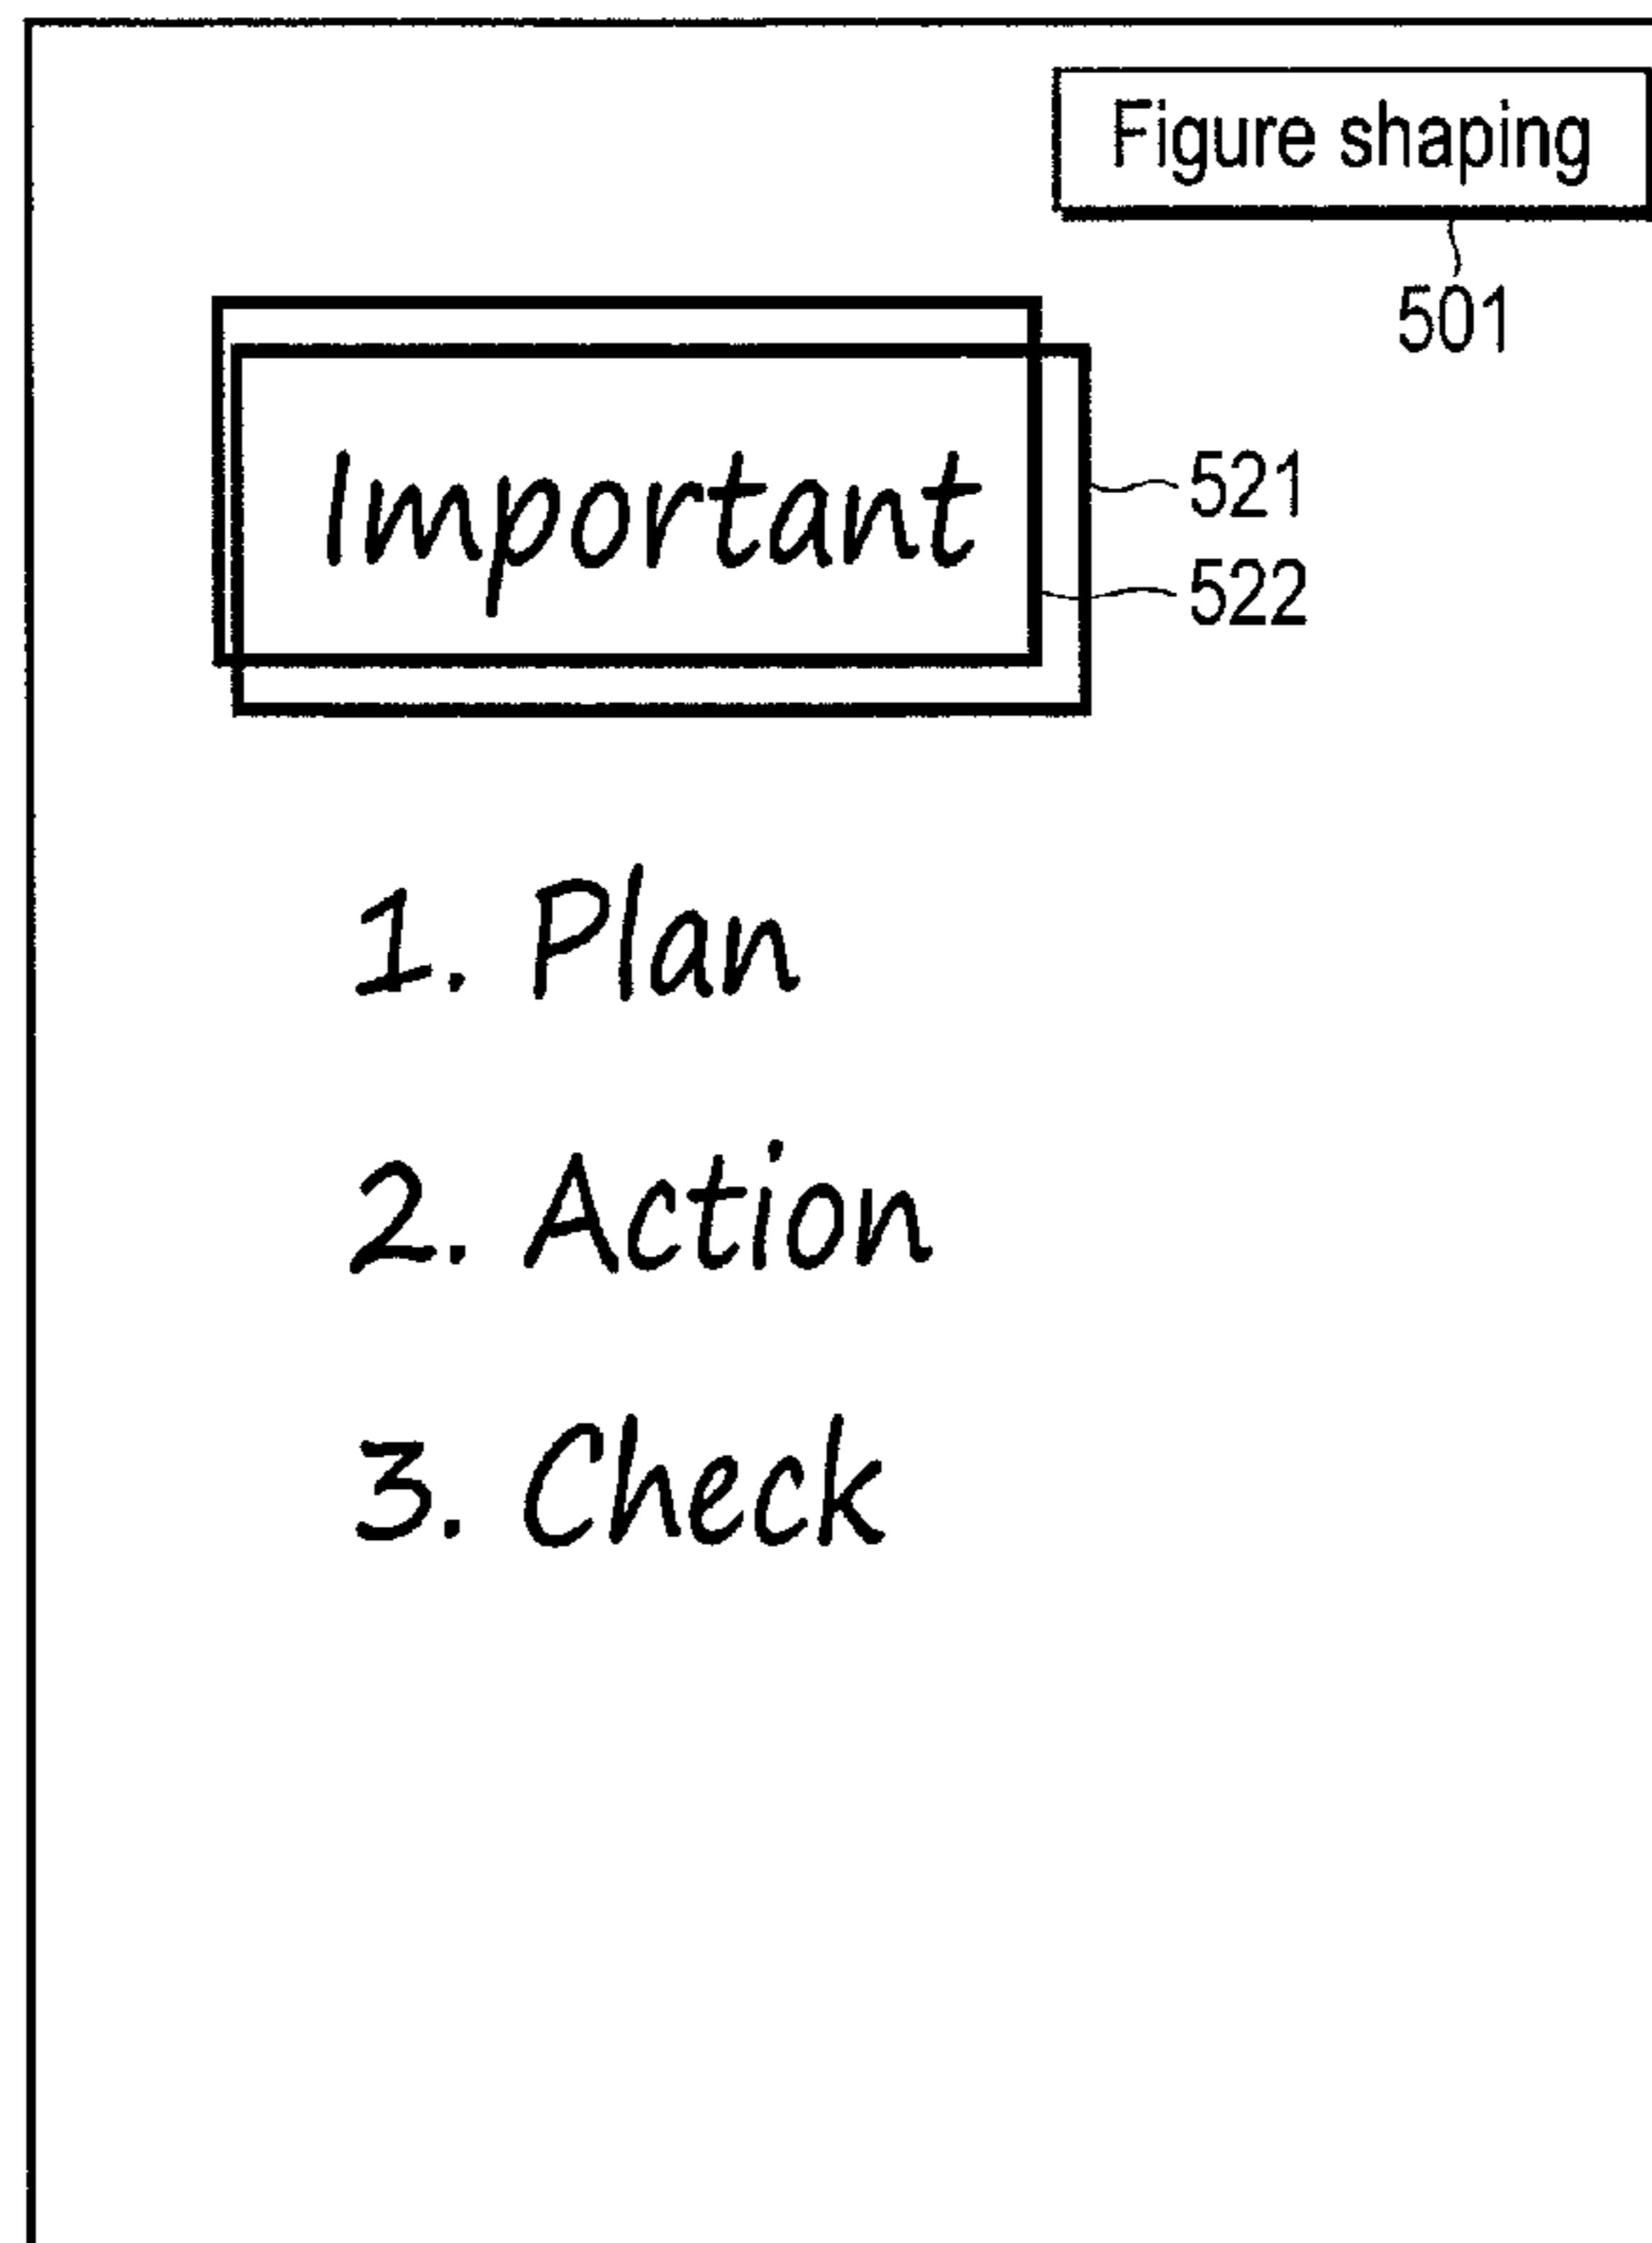 Figure shaping
501
Important
521
522
1. Plan
2. Action
3. Check